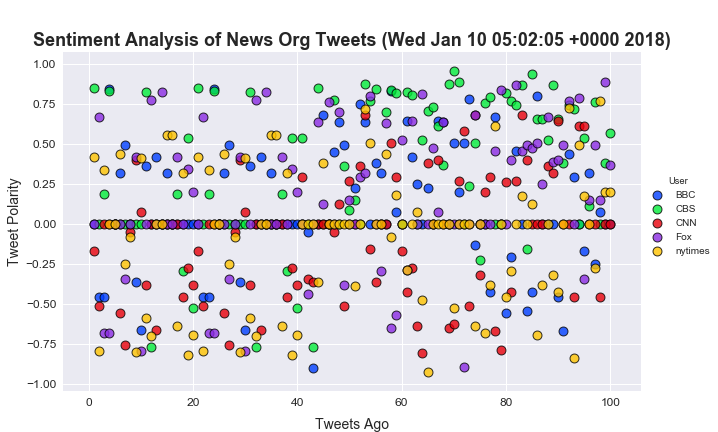 Sentiment Analysis of News Org Tweets (Wed Jan 10 05:02:05 +0000 2018)
1.00
0.75
0.50
0.25
0.00
−0.25
−0.50
−0.75
−1.00
Tweet Polarity
0 20 40 60 80 100
Tweets Ago
User
BBC
CBS
CNN
Fox
nytimes